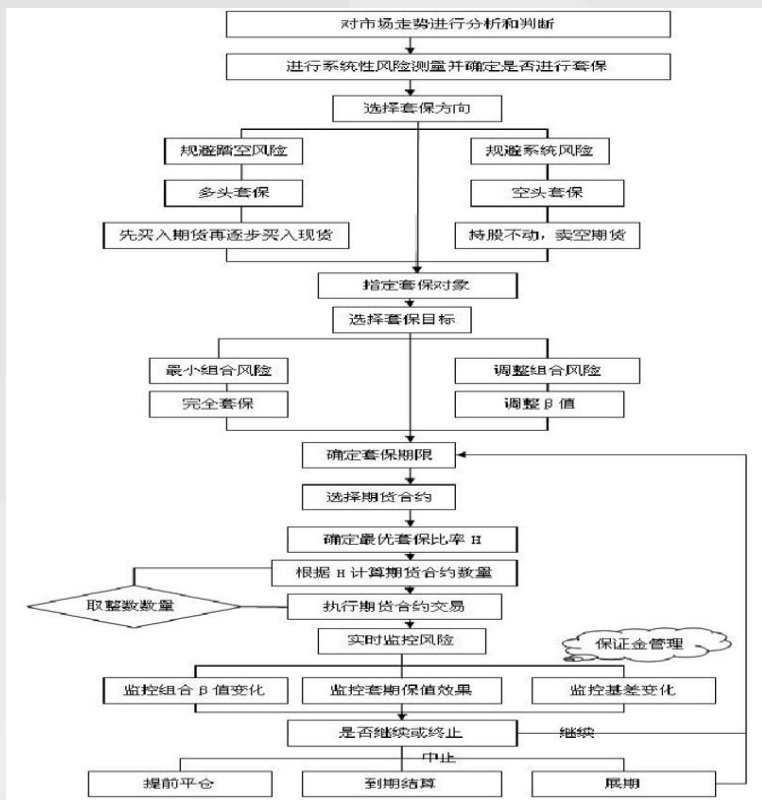 对市场走势进行分析和判断
进行系统性风险测量并确定是否进行套保
选择套保方向
规避踏空风险
规避系统风险
多头套保
空头套保
先买入期货再逐步买入现货
持股不动，卖空期货
指定套保对象
选择套保目标
最小组合风险
调整组合风险
完全套保
调整β值
确定套保期限
选择期货合约
确定最优套保比率H
根据H计算期货合约数量
取整数数量
执行期货合约交易
实时监控风险
保证金管理
监控组合β值变化
监控套期保值效果
监控基差变化
是否继续或终止
继续
中止
提前平仓
到期结算
展期